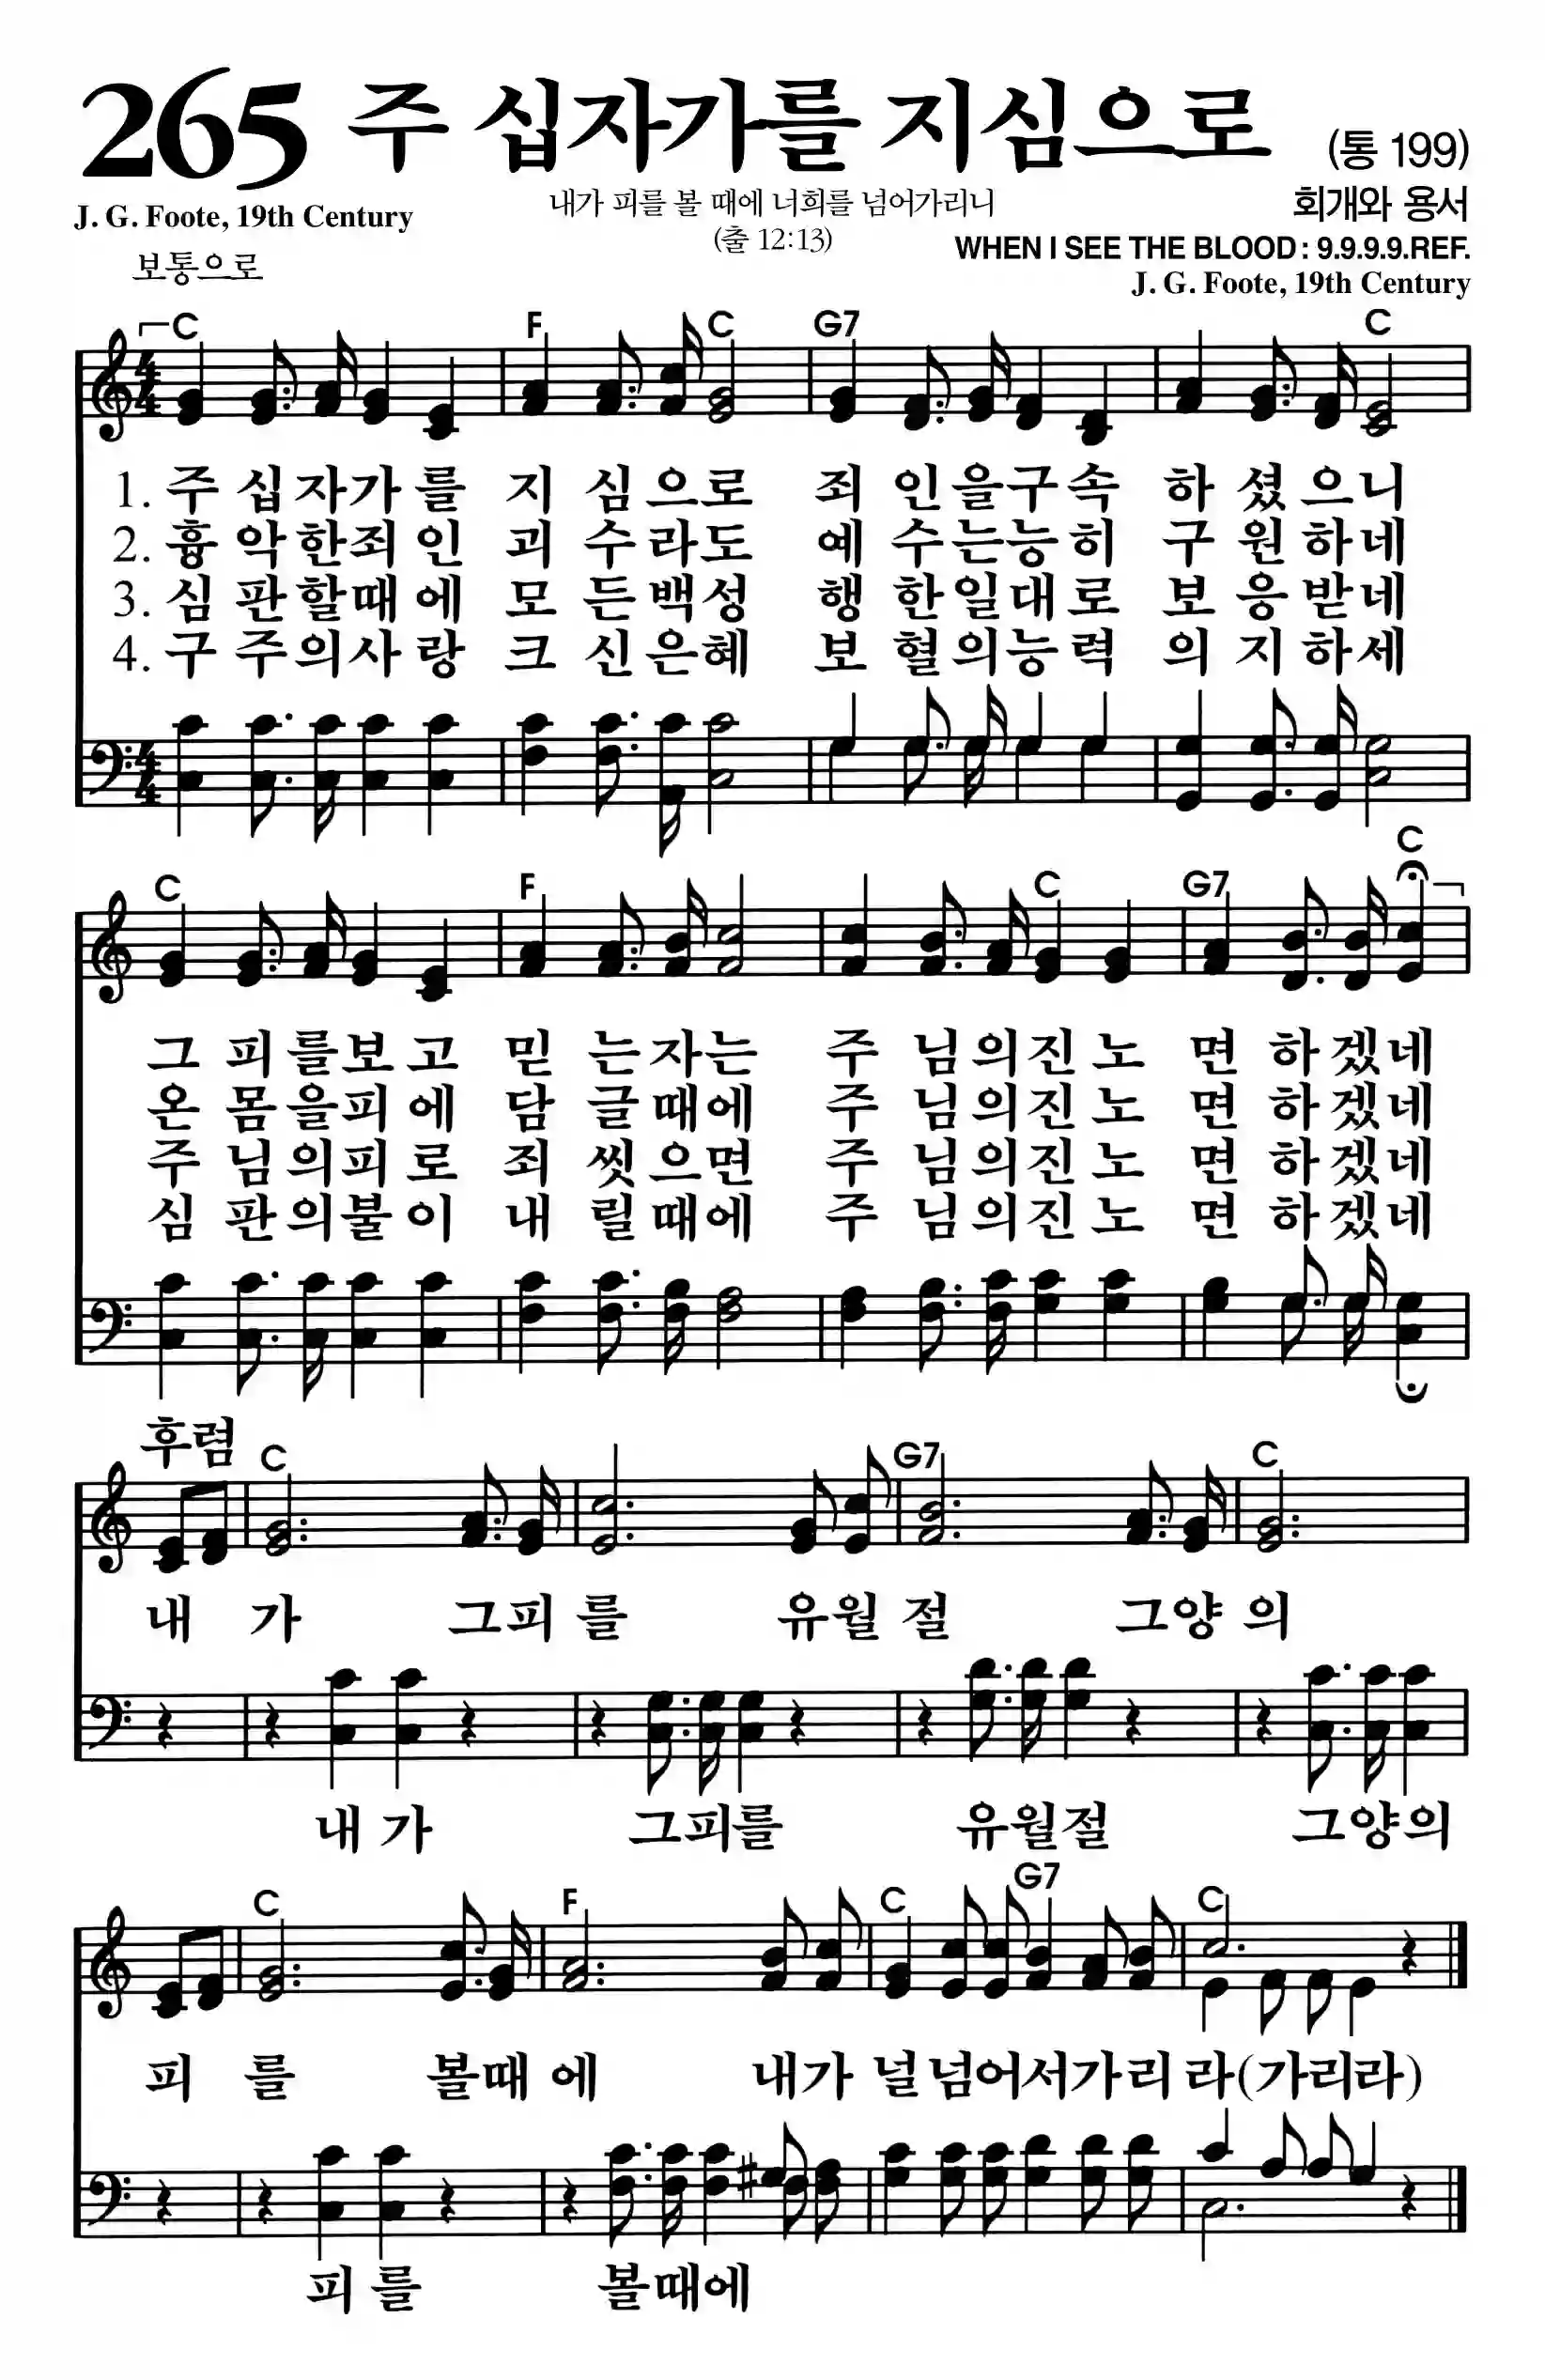 265 주 십자가를 지심으로 (통 199)
내가 피를 볼 때에 너희를 넘어가리니
회개와 용서
J. G. Foote, 19th Century
(출 12:13)
WHEN I SEE THE BLOOD : 9.9.9.9.REF.
보통으로
J. G. Foote, 19th Century
C F C G7 C
1. 주 십자가를 지 심으로 죄 인을구속 하 셨으니
2. 흉 악한죄인 괴 수라도 예 수는능히 구 원하네
3. 심 판할때에 모 든백성 행 한일대로 보 응받네
4. 구 주의사랑 크 신은혜 보 혈의능력 의 지하세
C F C G7 C
그 피를보고 믿 는자는 주 님의진노 면 하겠네
온 몸을피에 담 글때에 주 님의진노 면 하겠네
주 님의피로 죄 씻으면 주 님의진노 면 하겠네
심 판의불이 내 릴때에 주 님의진노 면 하겠네
후렴
C G7 C
내 가 그피를 유월절 그양의
내가 그피를 유월절 그양의
C F C G7 C
피 를 볼때에 내가 널넘어서가리라(가리라)
피를 볼때에